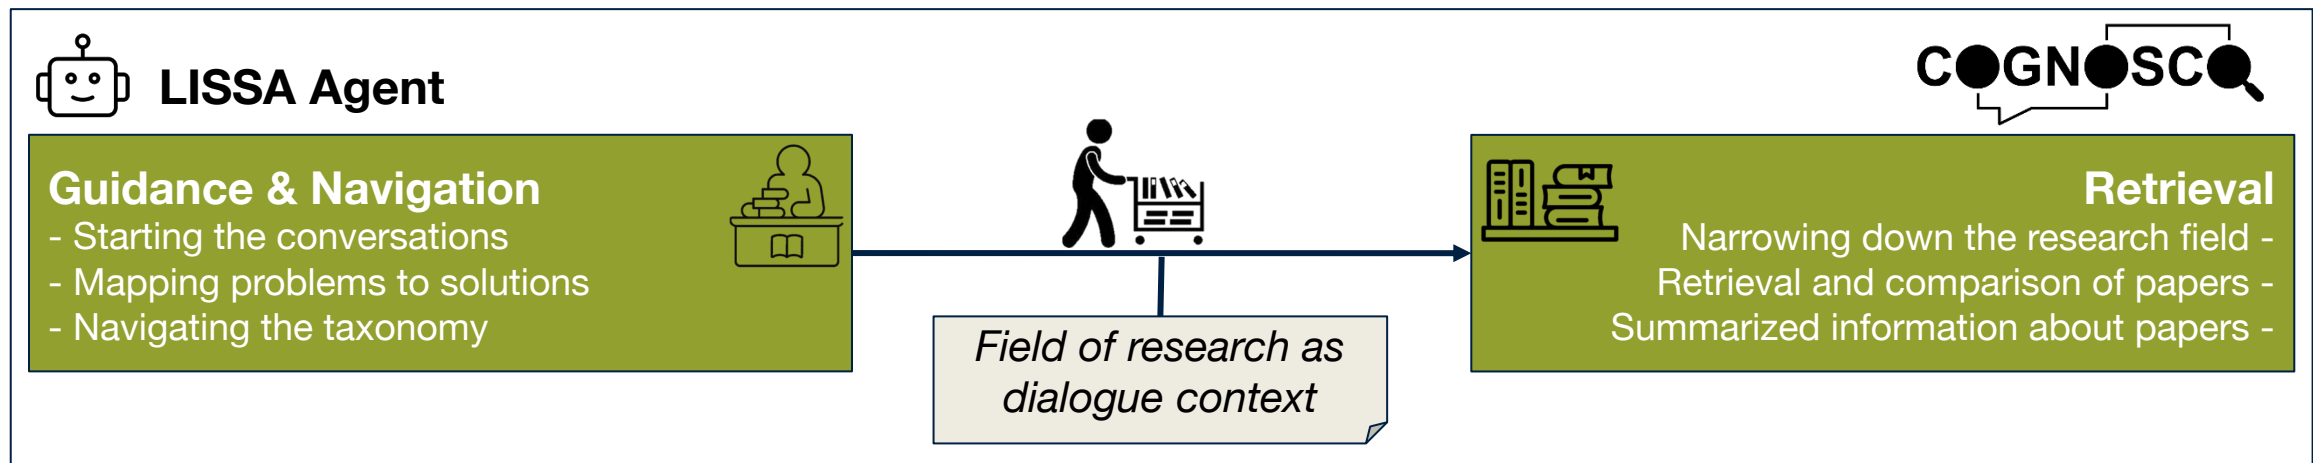 LISSA Agent
COGNOSCO
Guidance & Navigation
- Starting the conversations
- Mapping problems to solutions
- Navigating the taxonomy
Field of research as
dialogue context
Retrieval
Narrowing down the research field -
Retrieval and comparison of papers -
Summarized information about papers -